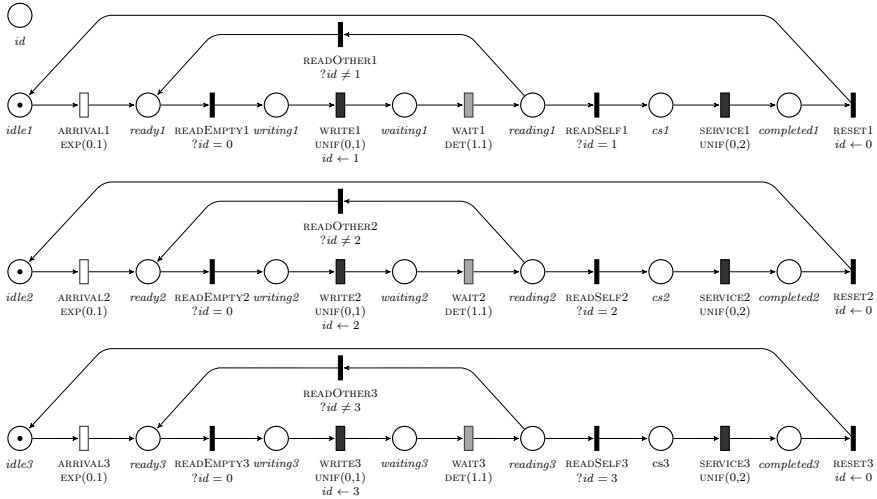 id
READOTHER1
?id ≠ 1
idle1 ARRIVAL1 ready1 READEMPTY1 writing1 WRITE1 waiting1 WAIT1 reading1 READSELF1 cs1 SERVICE1 completed1 RESET1
EXP(0.1) ?id = 0 UNIF(0,1) DET(1.1) ?id = 1 UNIF(0,2) id ← 0
id ← 1
READOTHER2
?id ≠ 2
idle2 ARRIVAL2 ready2 READEMPTY2 writing2 WRITE2 waiting2 WAIT2 reading2 READSELF2 cs2 SERVICE2 completed2 RESET2
EXP(0.1) ?id = 0 UNIF(0,1) DET(1.1) ?id = 2 UNIF(0,2) id ← 0
id ← 2
READOTHER3
?id ≠ 3
idle3 ARRIVAL3 ready3 READEMPTY3 writing3 WRITE3 waiting3 WAIT3 reading3 READSELF3 cs3 SERVICE3 completed3 RESET3
EXP(0.1) ?id = 0 UNIF(0,1) DET(1.1) ?id = 3 UNIF(0,2) id ← 0
id ← 3